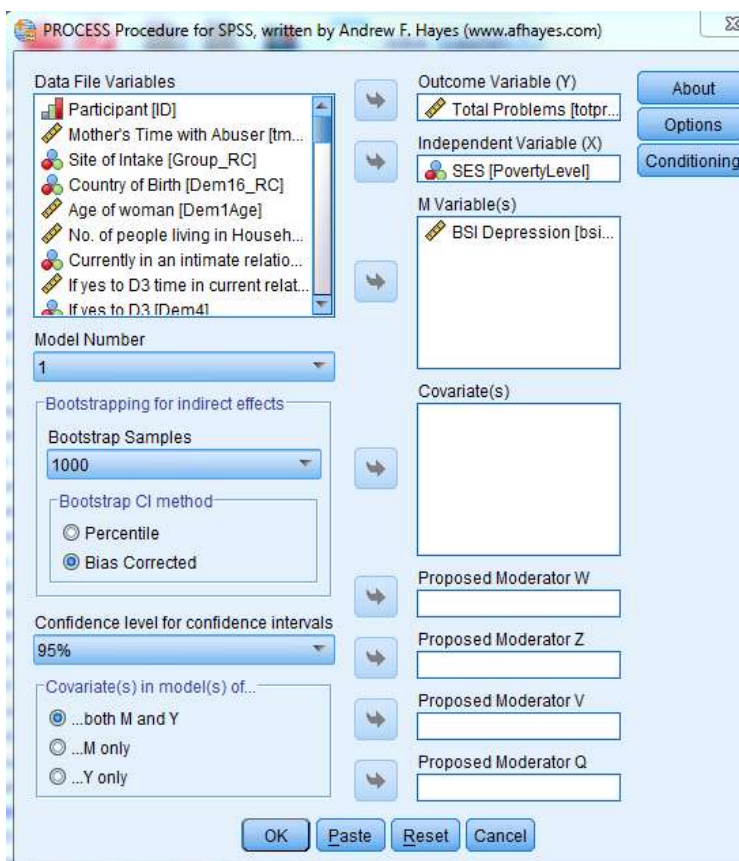 PROCESS Procedure for SPSS, written by Andrew F. Hayes (www.afhayes.com)
Data File Variables
Participant [ID]
Mother's Time with Abuser [tm...
Site of Intake [Group_RC]
Country of Birth [Dem16_RC]
Age of woman [Dem1Age]
No. of people living in Househ...
Currently in an intimate relatio...
If yes to D3 time in current relat...
If yes to D3 [Dem4]
Model Number
1
Bootstrapping for indirect effects
Bootstrap Samples
1000
Bootstrap CI method
Percentile
Bias Corrected
Confidence level for confidence intervals
95%
Covariate(s) in model(s) of...
...both M and Y
...M only
...Y only
Outcome Variable (Y)
Total Problems [totpr...
Independent Variable (X)
SES [PovertyLevel]
M Variable(s)
BSI Depression [bsi...
Covariate(s)
Proposed Moderator W
Proposed Moderator Z
Proposed Moderator V
Proposed Moderator Q
About
Options
Conditioning
OK
Paste
Reset
Cancel